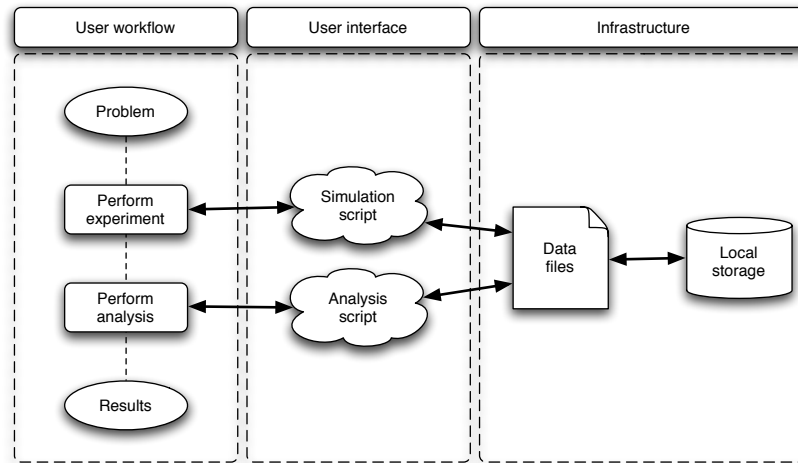 User workflow
User interface
Infrastructure
Problem
Perform
experiment
Simulation
script
Data
files
Local
storage
Perform
analysis
Analysis
script
Results